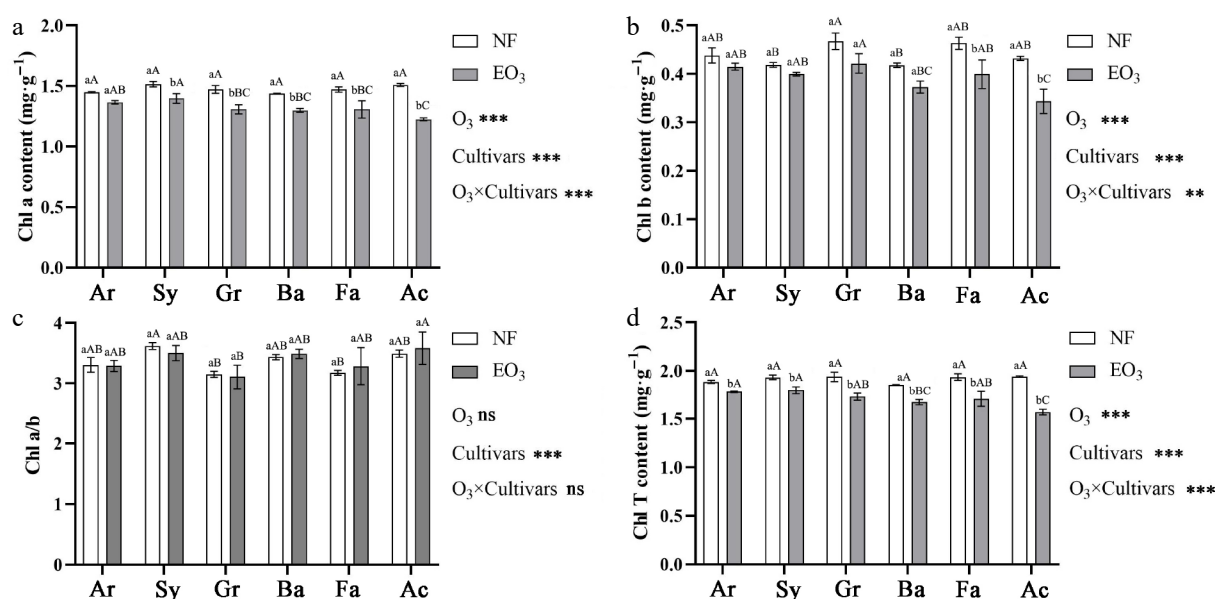 a
Chl a content (mg·g⁻¹)
2.0
1.5
1.0
0.5
0.0
aA aAB aA bA aA bBC aA bBC aA bBC aA bC
Ar Sy Gr Ba Fa Ac
NF
EO₃
O₃ ***
Cultivars ***
O₃×Cultivars ***
b
Chl b content (mg·g⁻¹)
0.5
0.4
0.3
0.2
0.1
0.0
aAB aAB aB aAB aA aA aB aBC aAB bAB aAB bC
Ar Sy Gr Ba Fa Ac
NF
EO₃
O₃ ***
Cultivars ***
O₃×Cultivars **
c
Chl a/b
4
3
2
1
0
aAB aAB aA aAB aB aB aAB aAB aB aAB aAB aA
Ar Sy Gr Ba Fa Ac
NF
EO₃
O₃ ns
Cultivars ***
O₃×Cultivars ns
d
Chl T content (mg·g⁻¹)
2.5
2.0
1.5
1.0
0.5
0.0
aA bA aA bA aA bAB aA bBC aA bAB aA bC
Ar Sy Gr Ba Fa Ac
NF
EO₃
O₃ ***
Cultivars ***
O₃×Cultivars ***